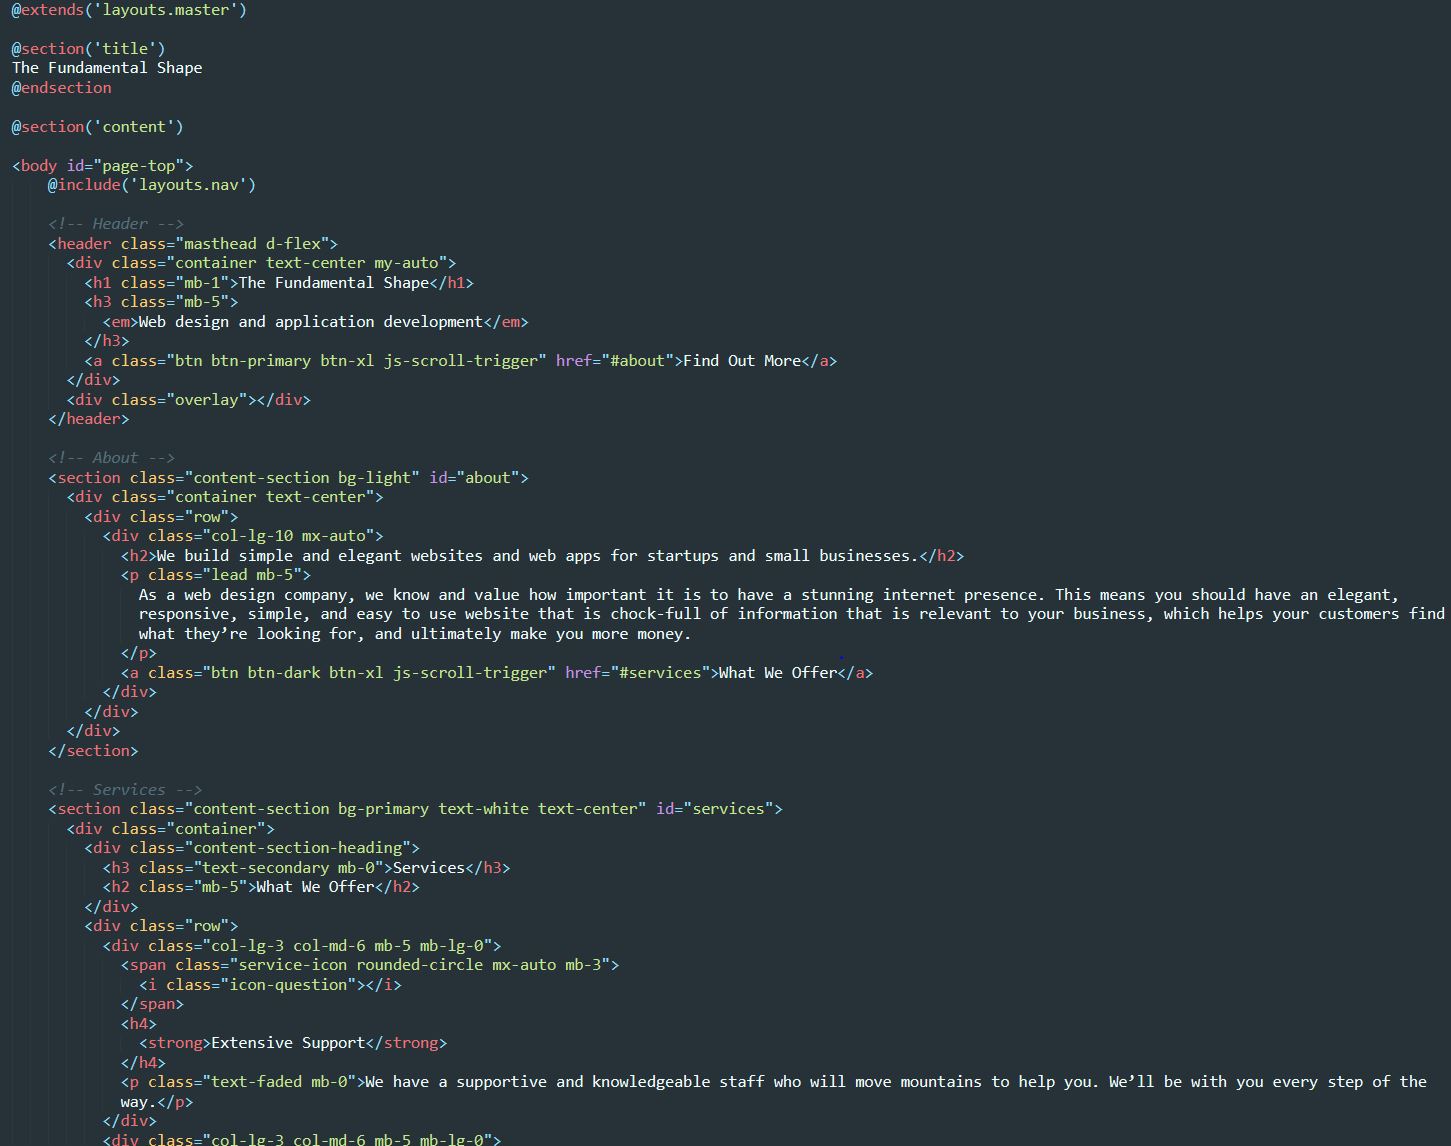 @extends('layouts.master')
@section('title')
The Fundamental Shape
@endsection
@section('content')
<body id="page-top">
@include('layouts.nav')
<!-- Header -->
<header class="masthead d-flex">
<div class="container text-center my-auto">
<h1 class="mb-1">The Fundamental Shape</h1>
<h3 class="mb-5">
<em>Web design and application development</em>
</h3>
<a class="btn btn-primary btn-xl js-scroll-trigger" href="#about">Find Out More</a>
</div>
<div class="overlay"></div>
</header>
<!-- About -->
<section class="content-section bg-light" id="about">
<div class="container text-center">
<div class="row">
<div class="col-lg-10 mx-auto">
<h2>We build simple and elegant websites and web apps for startups and small businesses.</h2>
<p class="lead mb-5">
As a web design company, we know and value how important it is to have a stunning internet presence. This means you should have an elegant,
responsive, simple, and easy to use website that is chock-full of information that is relevant to your business, which helps your customers find
what they’re looking for, and ultimately make you more money.
</p>
<a class="btn btn-dark btn-xl js-scroll-trigger" href="#services">What We Offer</a>
</div>
</div>
</div>
</section>
<!-- Services -->
<section class="content-section bg-primary text-white text-center" id="services">
<div class="container">
<div class="content-section-heading">
<h3 class="text-secondary mb-0">Services</h3>
<h2 class="mb-5">What We Offer</h2>
</div>
<div class="row">
<div class="col-lg-3 col-md-6 mb-5 mb-lg-0">
<span class="service-icon rounded-circle mx-auto mb-3">
<i class="icon-question"></i>
</span>
<h4>
<strong>Extensive Support</strong>
</h4>
<p class="text-faded mb-0">We have a supportive and knowledgeable staff who will move mountains to help you. We’ll be with you every step of the
way.</p>
</div>
<div class="col-lg-3 col-md-6 mb-5 mb-lg-0">